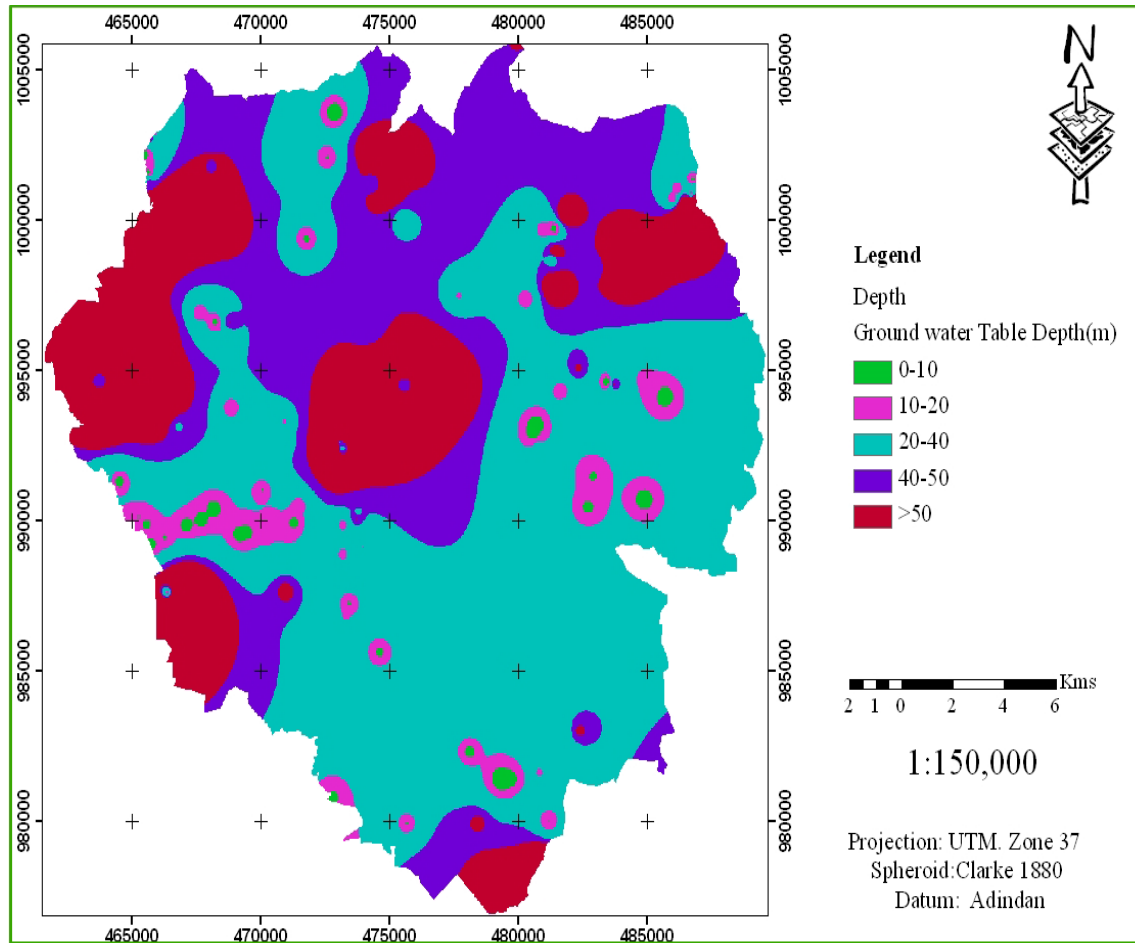 465000 470000 475000 480000 485000
1005000 1005000
1000000 1000000
995000 995000
990000 990000
985000 985000
980000 980000
465000 470000 475000 480000 485000
N
Legend
Depth
Ground water Table Depth(m)
0-10
10-20
20-40
40-50
>50
Kms
2 1 0 2 4 6
1:150,000
Projection: UTM. Zone 37
Spheroid:Clarke 1880
Datum: Adindan